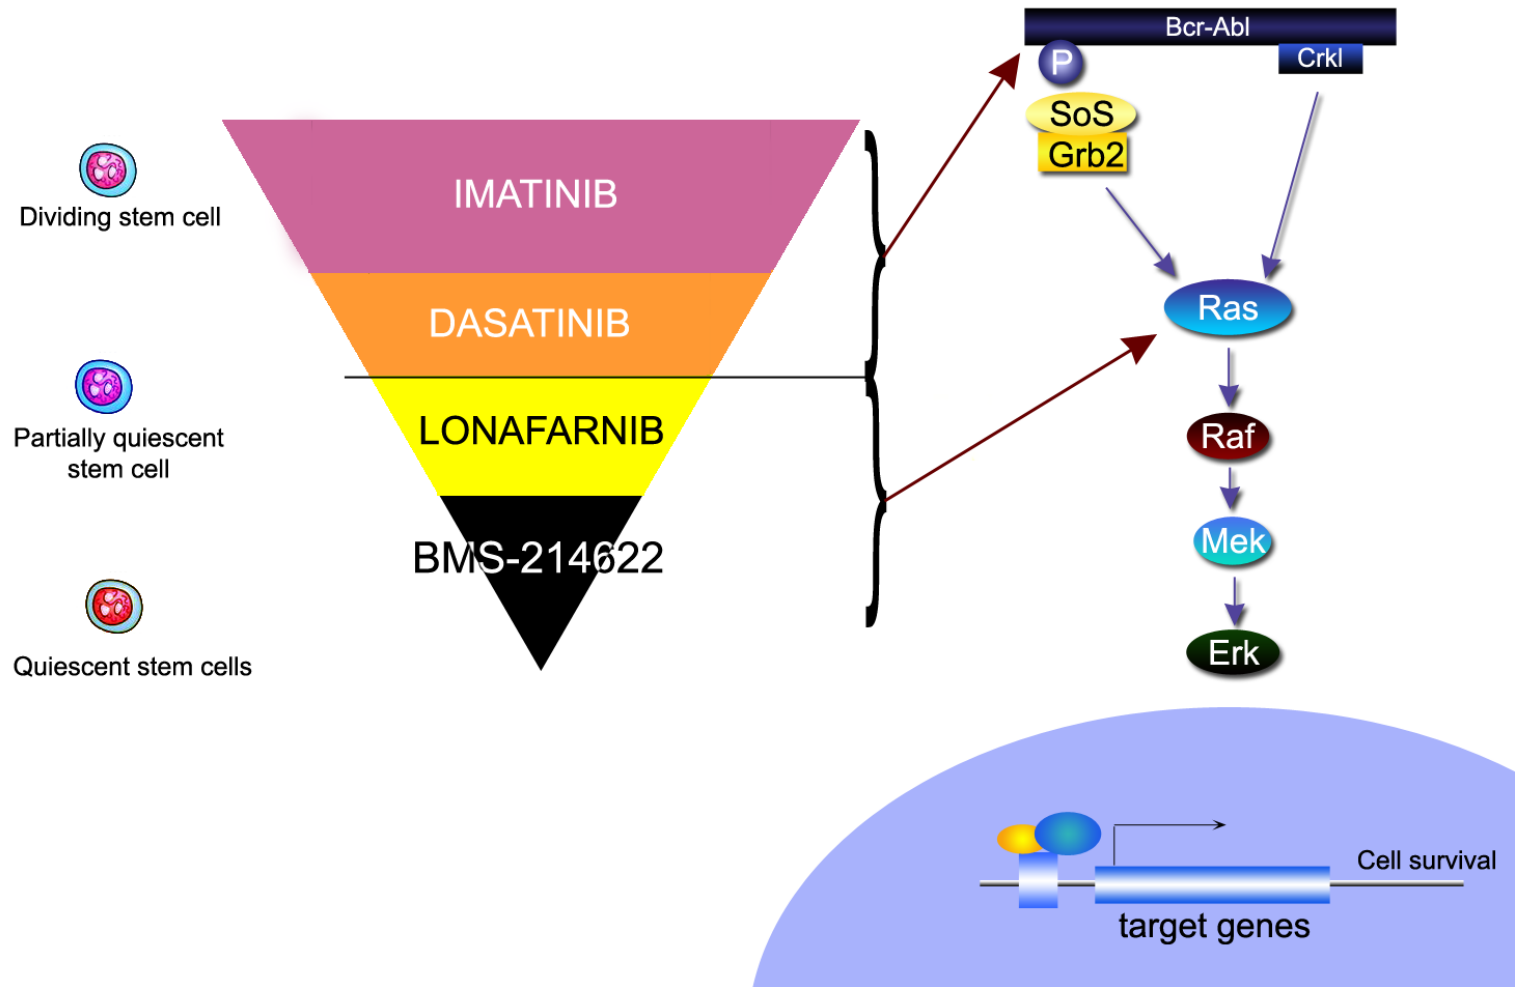 Bcr-Abl
P
Crkl
SoS
Grb2
IMATINIB
Dividing stem cell
DASATINIB
Ras
Partially quiescent
stem cell
LONAFARNIB
Raf
BMS-214622
Mek
Quiescent stem cells
Erk
Cell survival
target genes